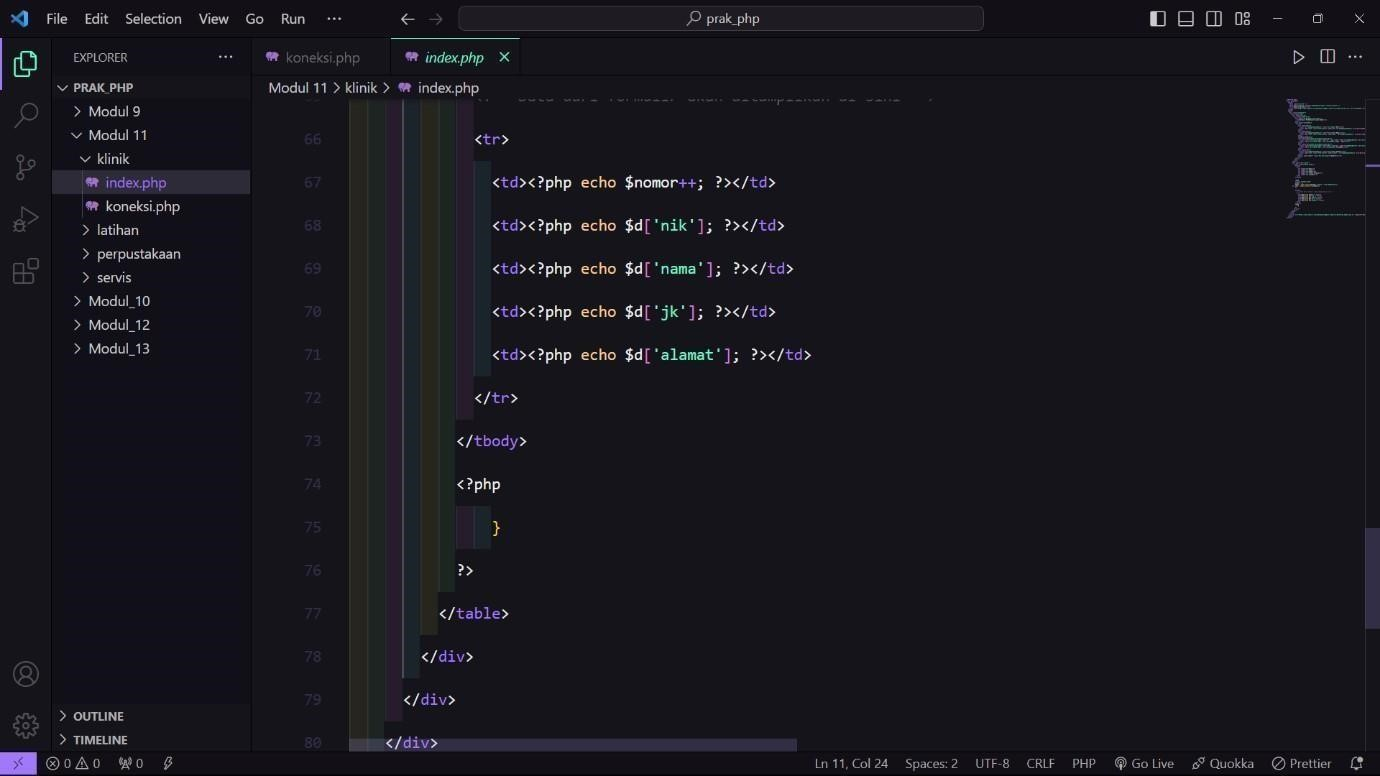 File Edit Selection View Go Run ··· prak_php
EXPLORER ···
PRAK_PHP
Modul 9
Modul 11
klinik
index.php
koneksi.php
latihan
perpustakaan
servis
Modul_10
Modul_12
Modul_13
OUTLINE
TIMELINE
koneksi.php index.php
Modul 11 > klinik > index.php
66 <tr>
67 <td><?php echo $nomor++; ?></td>
68 <td><?php echo $d['nik']; ?></td>
69 <td><?php echo $d['nama']; ?></td>
70 <td><?php echo $d['jk']; ?></td>
71 <td><?php echo $d['alamat']; ?></td>
72 </tr>
73 </tbody>
74 <?php
75 }
76 ?>
77 </table>
78 </div>
79 </div>
80 </div>
0 0 0 Ln 11, Col 24 Spaces: 2 UTF-8 CRLF PHP Go Live Quokka Prettier